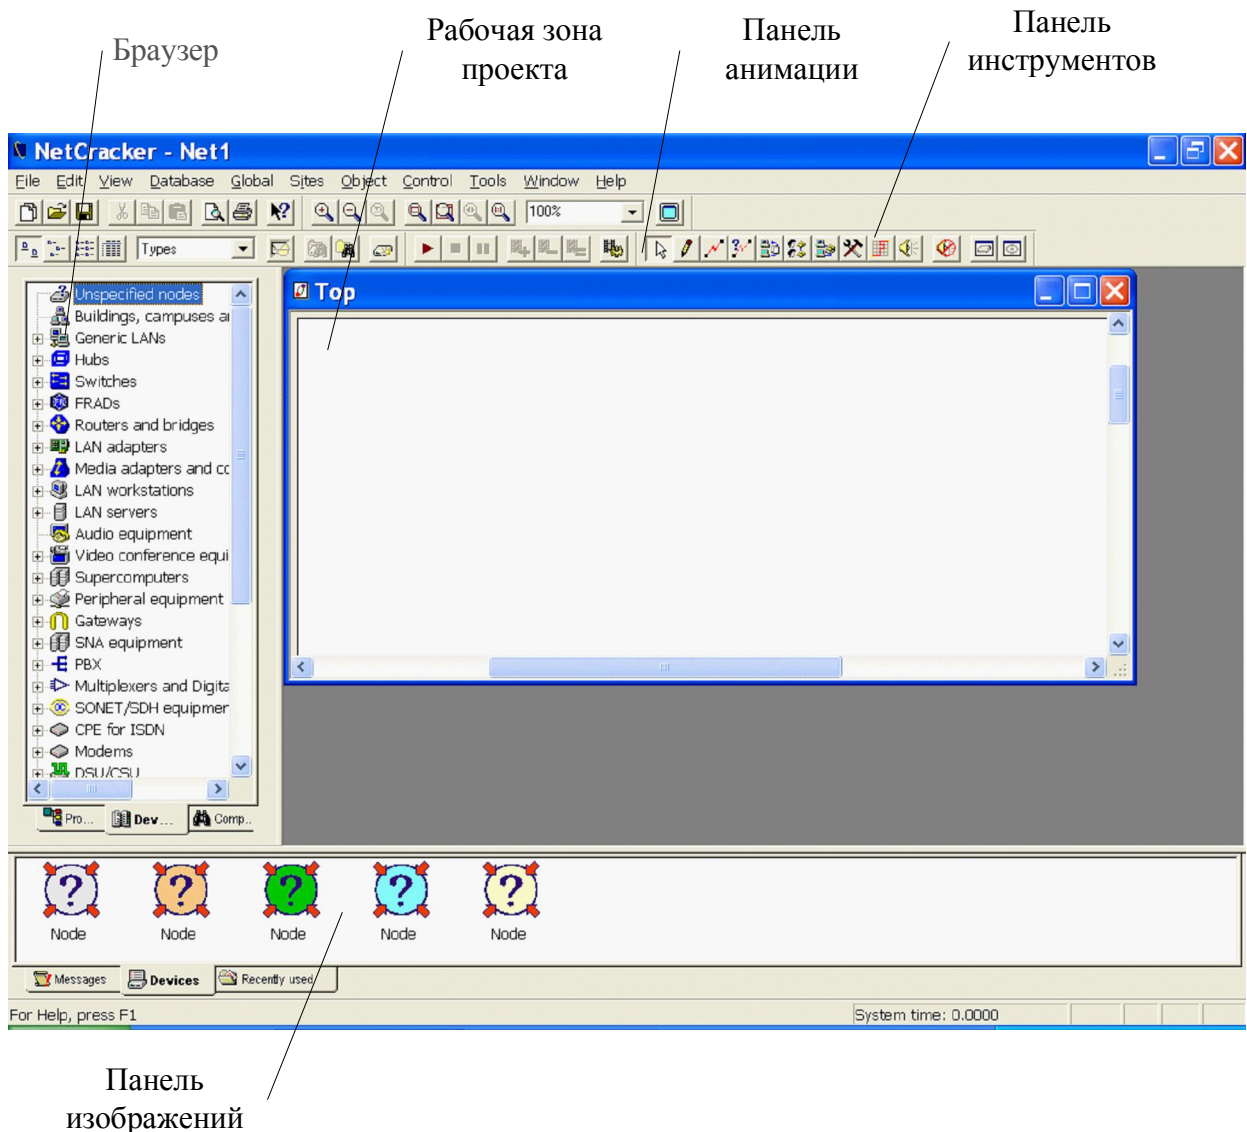 Браузер
Рабочая зона
проекта
Панель
анимации
Панель
инструментов
NetCracker - Net1
File Edit View Database Global Sites Object Control Tools Window Help
100%
Types
Unspecified nodes
Buildings, campuses a
Generic LANs
Hubs
Switches
FRADs
Routers and bridges
LAN adapters
Media adapters and cc
LAN workstations
LAN servers
Audio equipment
Video conference equi
Supercomputers
Peripheral equipment
Gateways
SNA equipment
PBX
Multiplexers and Digita
SONET/SDH equipmer
CPE for ISDN
Modems
DSU/CSU
Pro... Dev... Comp..
Top
Node Node Node Node Node
Messages Devices Recently used
For Help, press F1 System time: 0.0000
Панель
изображений